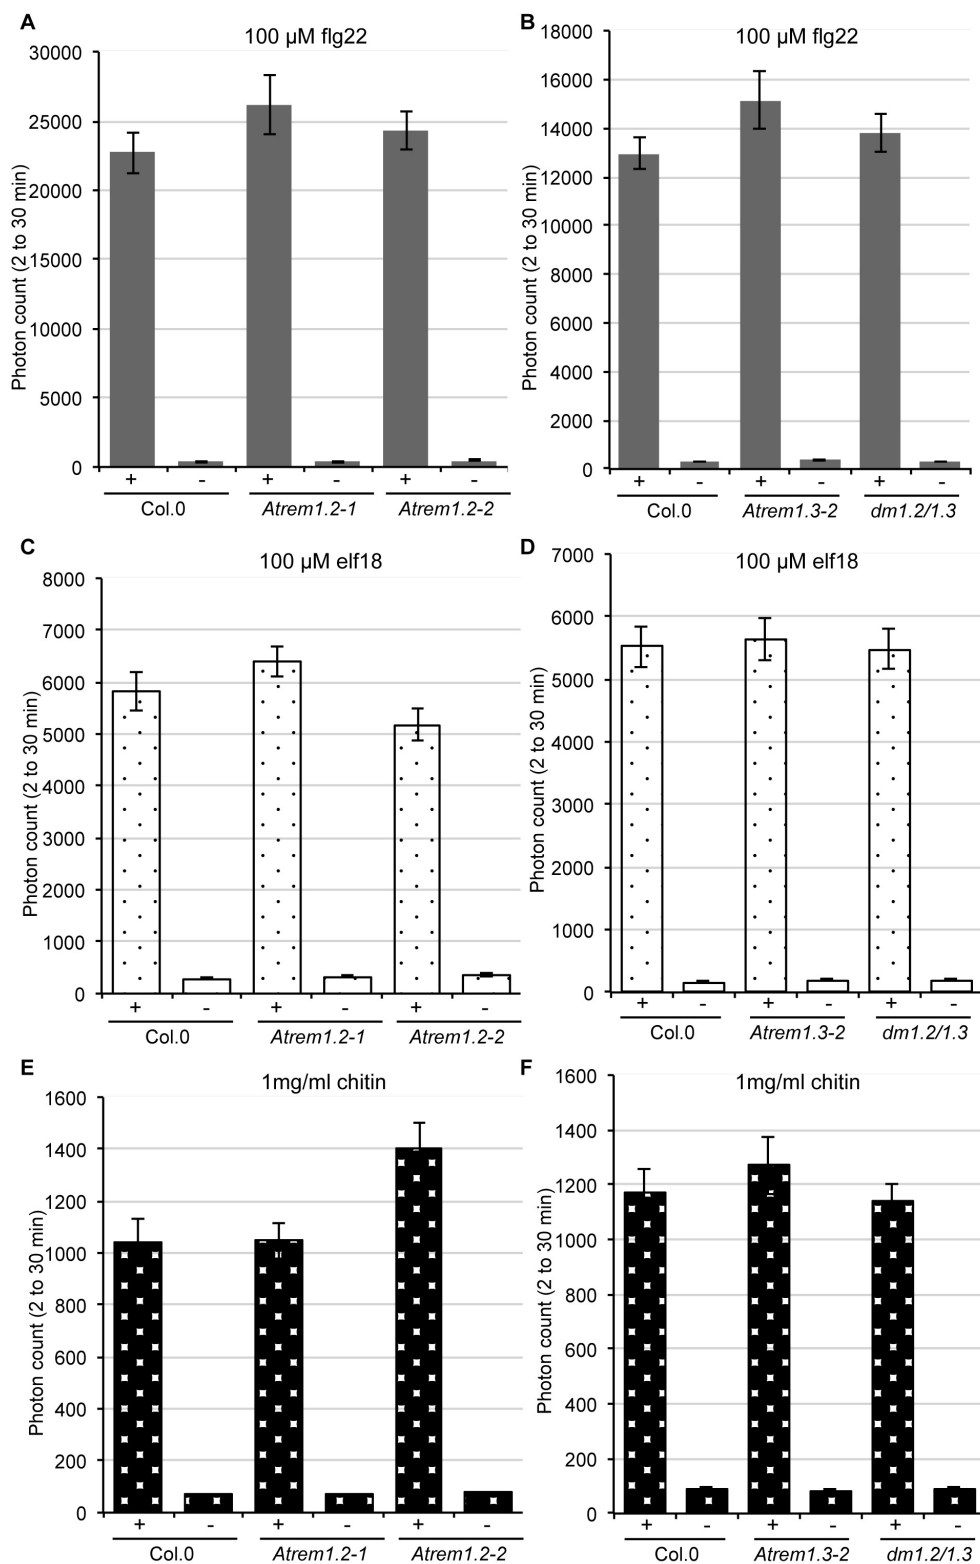 A
100 µM flg22
Photon count (2 to 30 min)
30000
25000
20000
15000
10000
5000
0
+ - + - + -
Col.0 Atrem1.2-1 Atrem1.2-2
B
100 µM flg22
Photon count (2 to 30 min)
18000
16000
14000
12000
10000
8000
6000
4000
2000
0
+ - + - + -
Col.0 Atrem1.3-2 dm1.2/1.3
C
100 µM elf18
Photon count (2 to 30 min)
8000
7000
6000
5000
4000
3000
2000
1000
0
+ - + - + -
Col.0 Atrem1.2-1 Atrem1.2-2
D
100 µM elf18
Photon count (2 to 30 min)
7000
6000
5000
4000
3000
2000
1000
0
+ - + - + -
Col.0 Atrem1.3-2 dm1.2/1.3
E
1mg/ml chitin
Photon count (2 to 30 min)
1600
1400
1200
1000
800
600
400
200
0
+ - + - + -
Col.0 Atrem1.2-1 Atrem1.2-2
F
1mg/ml chitin
Photon count (2 to 30 min)
1600
1400
1200
1000
800
600
400
200
0
+ - + - + -
Col.0 Atrem1.3-2 dm1.2/1.3